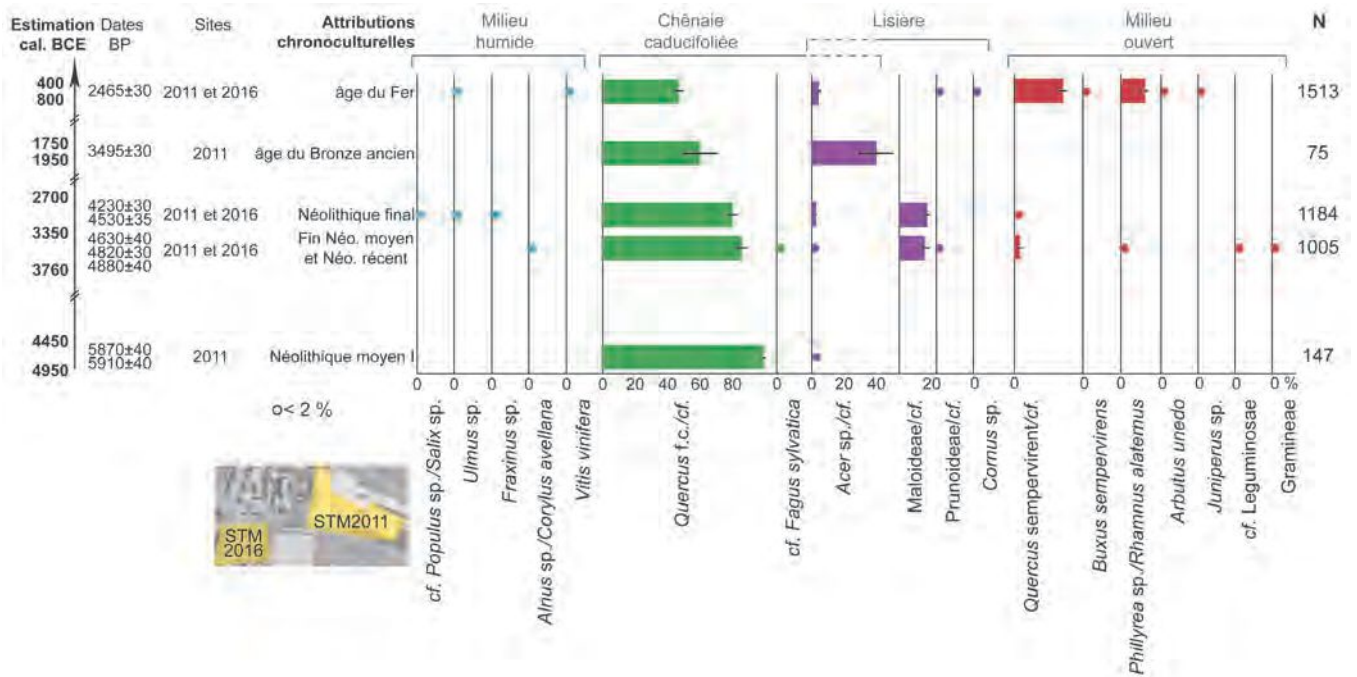 Estimation
cal. BCE
Dates
BP
Sites
Attributions
chronoculturelles
Milieu
humide
Chênaie
caducifoliée
Lisière
Milieu
ouvert
N
400
800
2465±30
2011 et 2016
âge du Fer
1513
1750
1950
3495±30
2011
âge du Bronze ancien
75
2700
4230±30
4530±35
2011 et 2016
Néolithique final
1184
3350
4630±40
4820±30
4880±40
2011 et 2016
Fin Néo. moyen
et Néo. récent
1005
3760
4450
4950
5870±40
5910±40
2011
Néolithique moyen I
147
0 0 0 0 0 0 20 40 60 80 0 0 20 40 20 0 0 0 0 0 0 0 0 0 %
o< 2 %
STM2011
STM
2016
cf. Populus sp./Salix sp.
Ulmus sp.
Fraxinus sp.
Alnus sp./Corylus avellana
Vitis vinifera
Quercus f.c./cf.
cf. Fagus sylvatica
Acer sp./cf.
Maloideae/cf.
Prunoideae/cf.
Cornus sp.
Quercus sempervirent/cf.
Buxus sempervirens
Phillyrea sp./Rhamnus alaternus
Arbutus unedo
Juniperus sp.
cf. Leguminosae
Gramineae